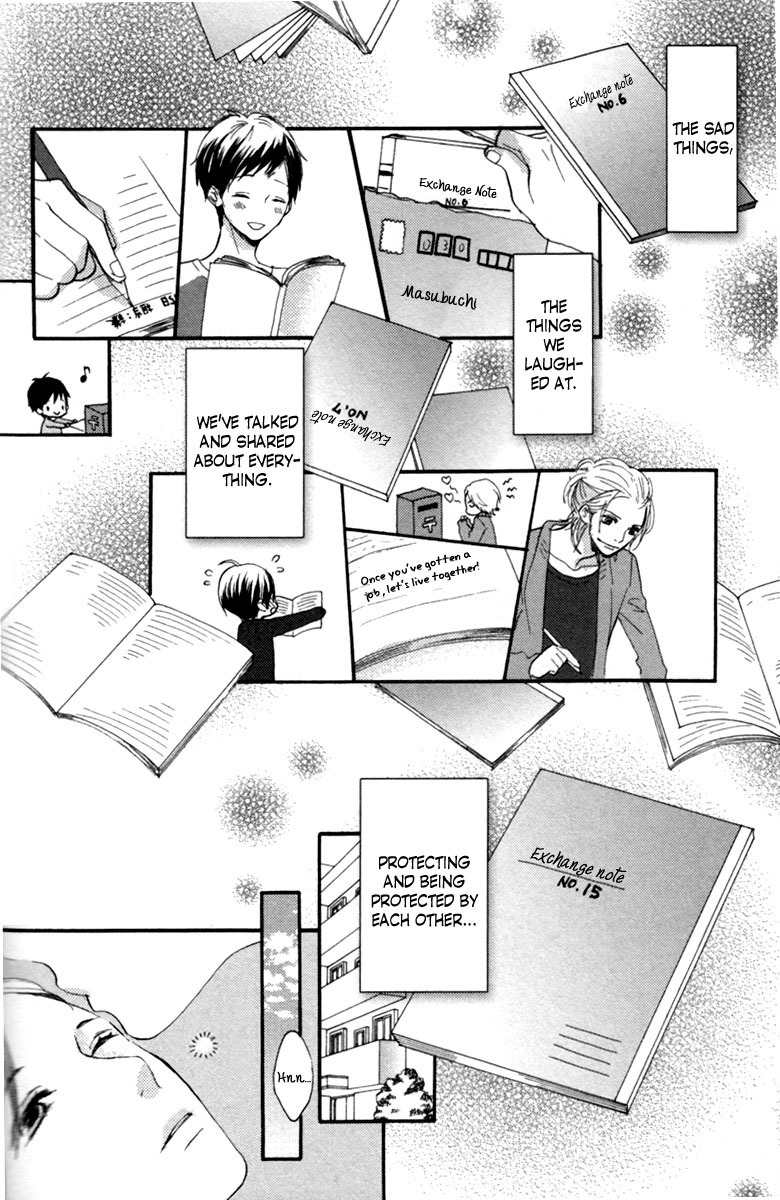 Exchange note
NO.6
THE SAD
THINGS,
Exchange Note
NO.6
030
Masubuchi
THE
THINGS
WE
LAUGH-
ED AT.
Exchange note
NO.7
WE'VE TALKED
AND SHARED
ABOUT EVERY-
THING.
〒
Once you've gotten a
job, let's live together!
Exchange note
NO.15
PROTECTING
AND BEING
PROTECTED BY
EACH OTHER...
Hnn...